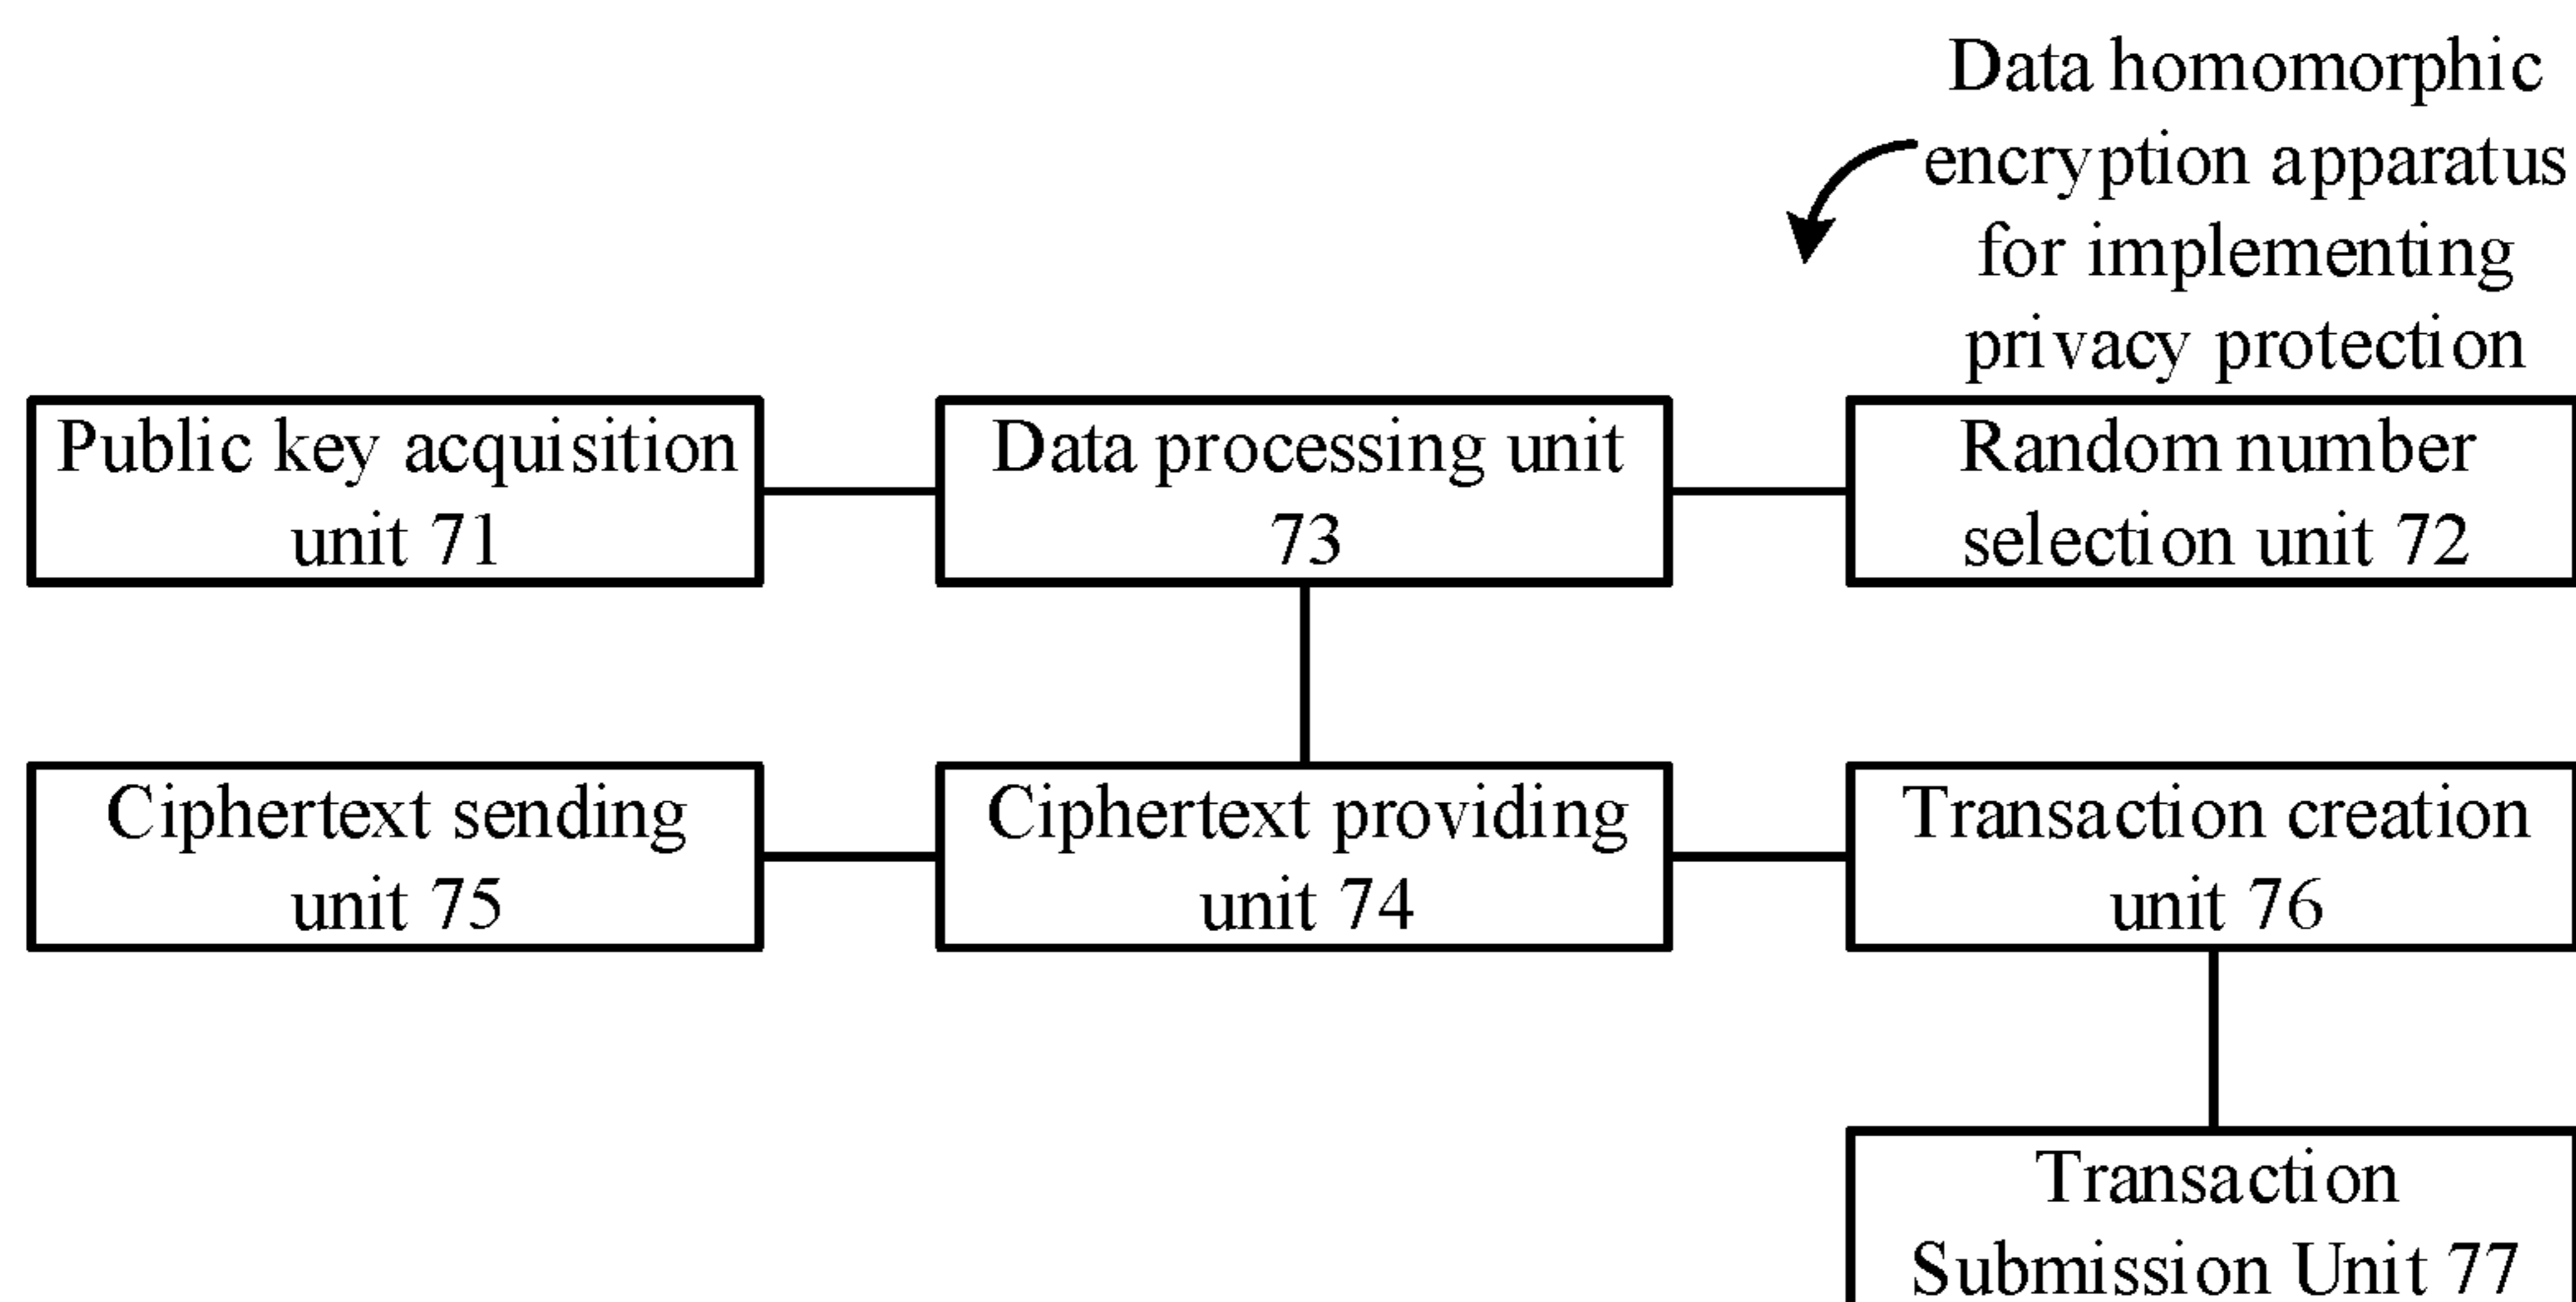 Data homomorphic
encryption apparatus
for implementing
privacy protection
Public key acquisition
unit 71
Data processing unit
73
Random number
selection unit 72
Ciphertext sending
unit 75
Ciphertext providing
unit 74
Transaction creation
unit 76
Transaction
Submission Unit 77